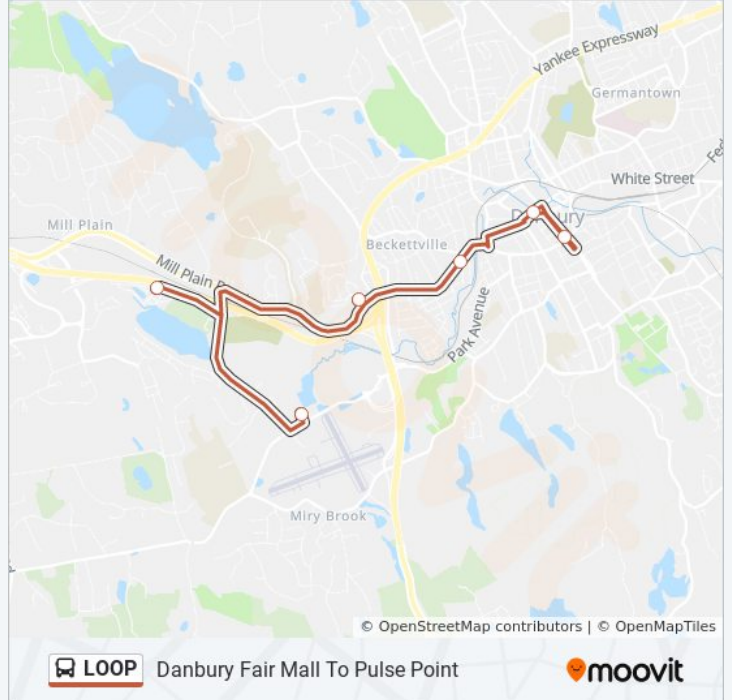 Yankee Expressway
Germantown
Fed
White Street
Mill Plain
Danbury
Beckettville
Mill Plain
Park Avenue
Miry Brook
© OpenStreetMap contributors | © OpenMapTiles
LOOP Danbury Fair Mall To Pulse Point moovit